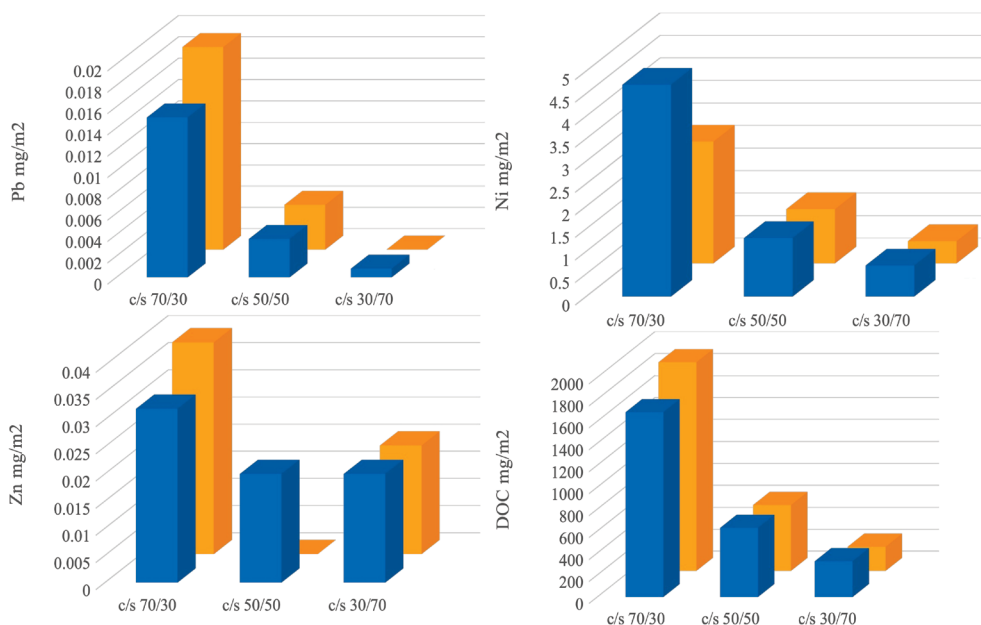 Pb mg/m2
0.02
0.018
0.016
0.014
0.012
0.01
0.008
0.006
0.004
0.002
0
c/s 70/30
c/s 50/50
c/s 30/70
Ni mg/m2
5
4.5
4
3.5
3
2.5
2
1.5
1
0.5
0
c/s 70/30
c/s 50/50
c/s 30/70
Zn mg/m2
0.04
0.035
0.03
0.025
0.02
0.015
0.01
0.005
0
c/s 70/30
c/s 50/50
c/s 30/70
DOC mg/m2
2000
1800
1600
1400
1200
1000
800
600
400
200
0
c/s 70/30
c/s 50/50
c/s 30/70